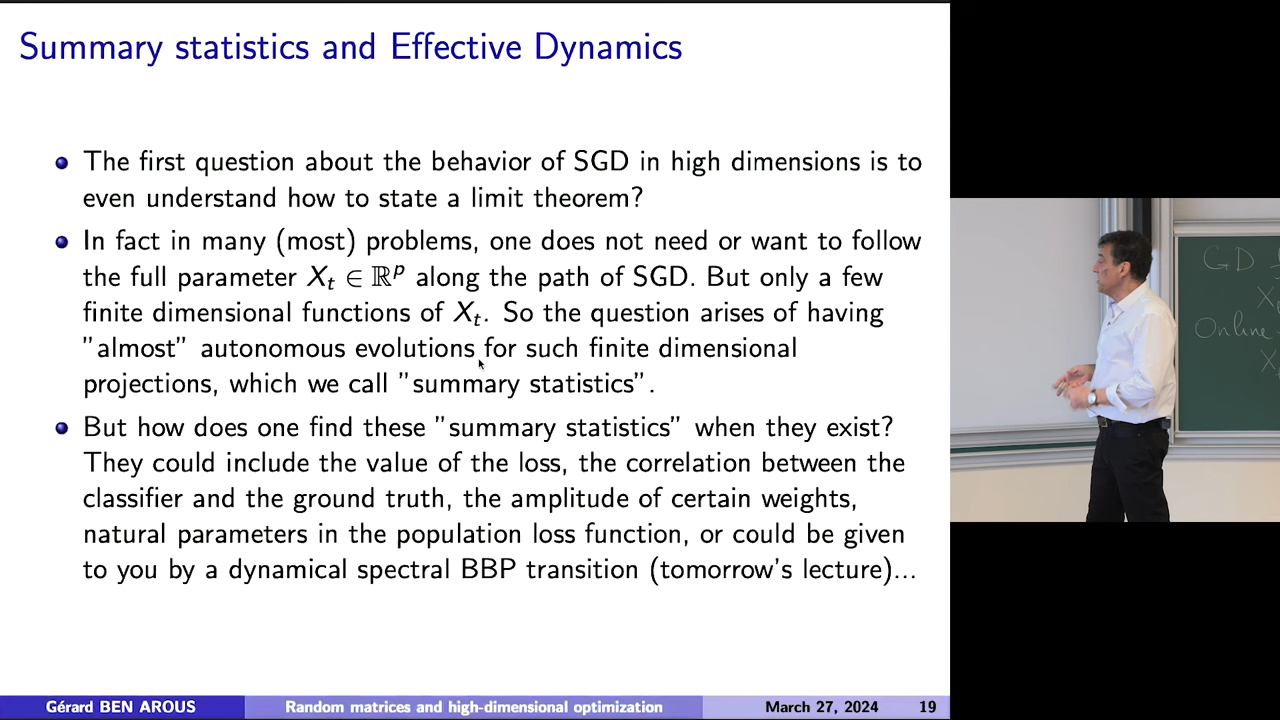 Summary statistics and Effective Dynamics
The first question about the behavior of SGD in high dimensions is to
even understand how to state a limit theorem?
In fact in many (most) problems, one does not need or want to follow
the full parameter Xₜ ∈ ℝᵖ along the path of SGD. But only a few
finite dimensional functions of Xₜ. So the question arises of having
”almost” autonomous evolutions for such finite dimensional
projections, which we call ”summary statistics”.
But how does one find these ”summary statistics” when they exist?
They could include the value of the loss, the correlation between the
classifier and the ground truth, the amplitude of certain weights,
natural parameters in the population loss function, or could be given
to you by a dynamical spectral BBP transition (tomorrow's lecture)...
Gérard BEN AROUS Random matrices and high-dimensional optimization March 27, 2024 19
GD
X
Online
X